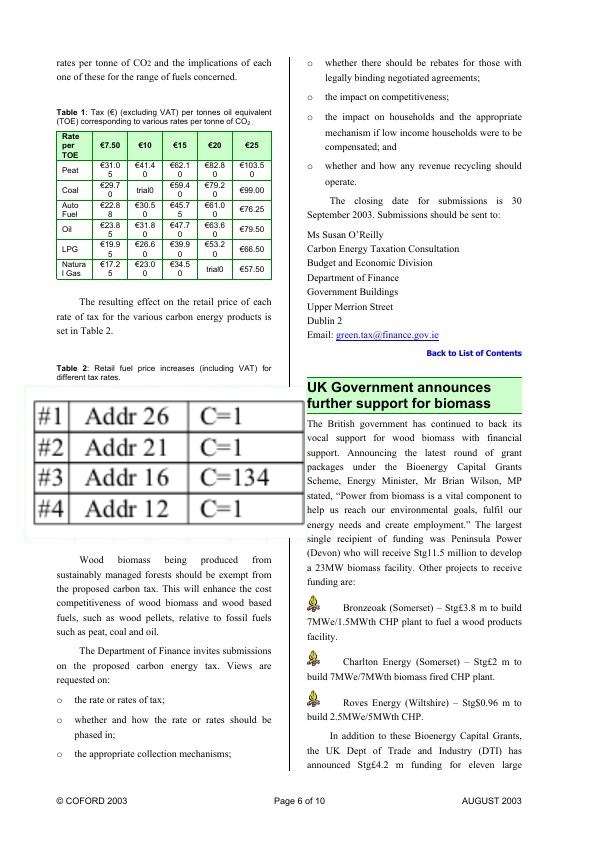 rates per tonne of CO2 and the implications of each
one of these for the range of fuels concerned.
Table 1: Tax (€) (excluding VAT) per tonnes oil equivalent
(TOE) corresponding to various rates per tonne of CO2.
Rate per TOE €7.50 €10 €15 €20 €25
Peat €31.05 €41.40 €62.10 €82.80 €103.50
Coal €29.70 trial0 €59.40 €79.20 €99.00
Auto Fuel €22.88 €30.50 €45.75 €61.00 €76.25
Oil €23.85 €31.80 €47.70 €63.60 €79.50
LPG €19.95 €26.60 €39.90 €53.20 €66.50
Natural Gas €17.25 €23.00 €34.50 trial0 €57.50
The resulting effect on the retail price of each
rate of tax for the various carbon energy products is
set in Table 2.
Table 2: Retail fuel price increases (including VAT) for
different tax rates.
#1 Addr 26 C=1
#2 Addr 21 C=1
#3 Addr 16 C=134
#4 Addr 12 C=1
Wood biomass being produced from
sustainably managed forests should be exempt from
the proposed carbon tax. This will enhance the cost
competitiveness of wood biomass and wood based
fuels, such as wood pellets, relative to fossil fuels
such as peat, coal and oil.
The Department of Finance invites submissions
on the proposed carbon energy tax. Views are
requested on:
o the rate or rates of tax;
o whether and how the rate or rates should be
phased in;
o the appropriate collection mechanisms;
o whether there should be rebates for those with
legally binding negotiated agreements;
o the impact on competitiveness;
o the impact on households and the appropriate
mechanism if low income households were to be
compensated; and
o whether and how any revenue recycling should
operate.
The closing date for submissions is 30
September 2003. Submissions should be sent to:
Ms Susan O'Reilly
Carbon Energy Taxation Consultation
Budget and Economic Division
Department of Finance
Government Buildings
Upper Merrion Street
Dublin 2
Email: green.tax@finance.gov.ie
Back to List of Contents
UK Government announces
further support for biomass
The British government has continued to back its
vocal support for wood biomass with financial
support. Announcing the latest round of grant
packages under the Bioenergy Capital Grants
Scheme, Energy Minister, Mr Brian Wilson, MP
stated, “Power from biomass is a vital component to
help us reach our environmental goals, fulfil our
energy needs and create employment.” The largest
single recipient of funding was Peninsula Power
(Devon) who will receive Stg11.5 million to develop
a 23MW biomass facility. Other projects to receive
funding are:
Bronzeoak (Somerset) – Stg£3.8 m to build
7MWe/1.5MWth CHP plant to fuel a wood products
facility.
Charlton Energy (Somerset) – Stg£2 m to
build 7MWe/7MWth biomass fired CHP plant.
Roves Energy (Wiltshire) – Stg$0.96 m to
build 2.5MWe/5MWth CHP.
In addition to these Bioenergy Capital Grants,
the UK Dept of Trade and Industry (DTI) has
announced Stg£4.2 m funding for eleven large
© COFORD 2003 Page 6 of 10 AUGUST 2003